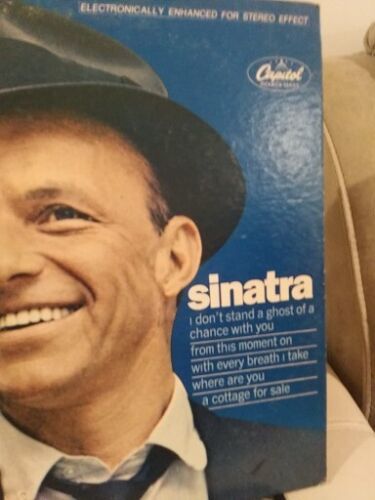 ELECTRONICALLY ENHANCED FOR STEREO EFFECT
Capitol
sinatra
i don't stand a ghost of a
chance with you
from this moment on
with every breath i take
where are you
a cottage for sale